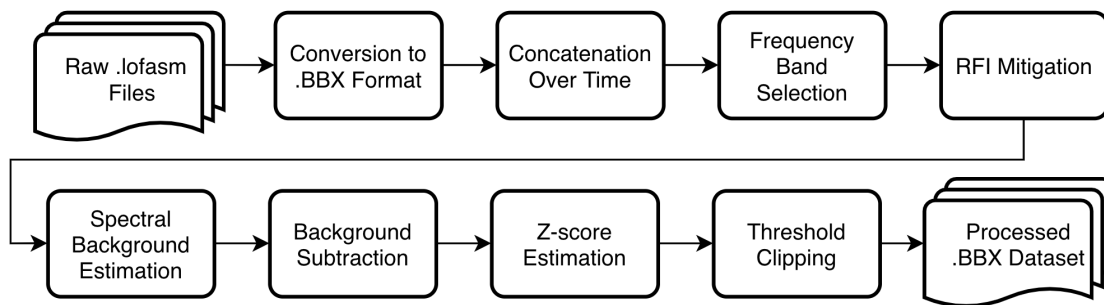 Raw .lofasm
Files
Conversion to
.BBX Format
Concatenation
Over Time
Frequency
Band
Selection
RFI Mitigation
Spectral
Background
Estimation
Background
Subtraction
Z-score
Estimation
Threshold
Clipping
Processed
.BBX Dataset